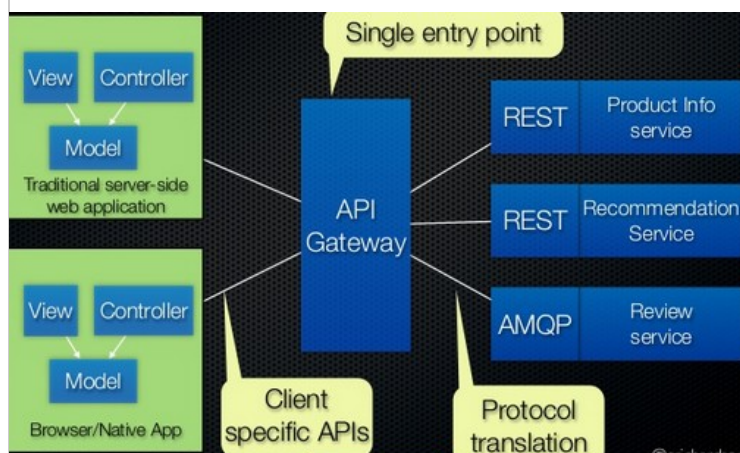 Single entry point
View
Controller
Model
Traditional server-side
web application
View
Controller
Model
Browser/Native App
API
Gateway
REST
Product Info
service
REST
Recommendation
Service
AMQP
Review
service
Client
specific APIs
Protocol
translation